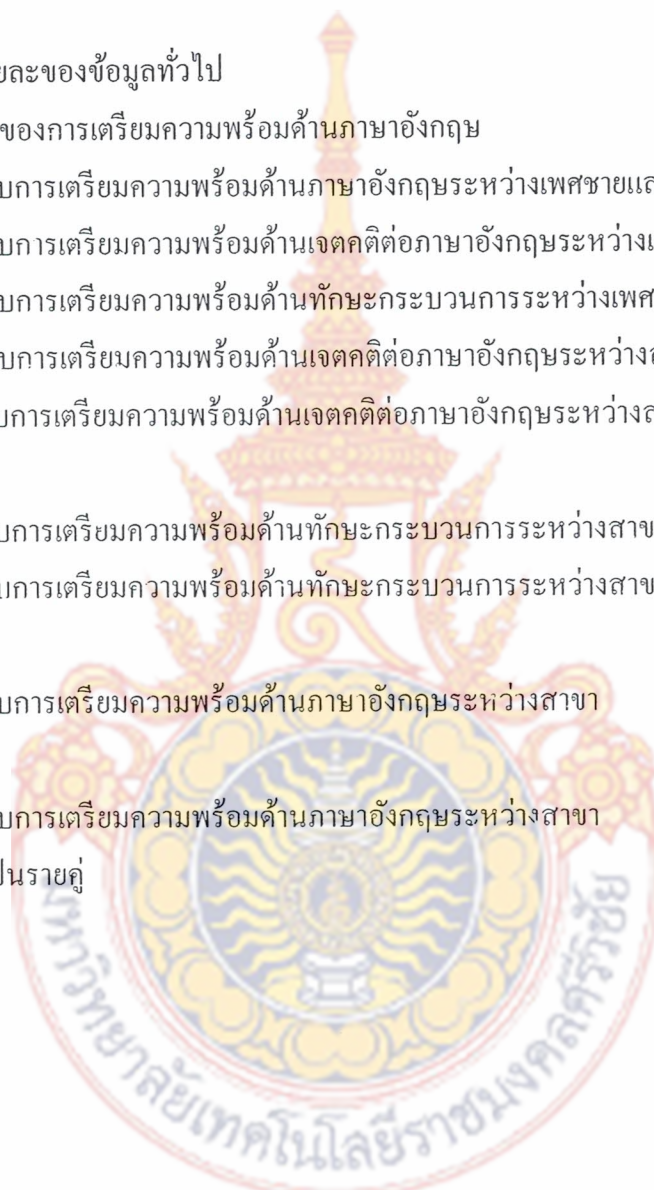 ยละของข้อมูลทั่วไป
ของการเตรียมความพร้อมด้านภาษาอังกฤษ
บการเตรียมความพร้อมด้านภาษาอังกฤษระหว่างเพศชายแล
บการเตรียมความพร้อมด้านเจตคติต่อภาษาอังกฤษระหว่างเ
บการเตรียมความพร้อมด้านทักษะกระบวนการระหว่างเพศ
บการเตรียมความพร้อมด้านเจตคติต่อภาษาอังกฤษระหว่างส
บการเตรียมความพร้อมด้านเจตคติต่อภาษาอังกฤษระหว่างส
บการเตรียมความพร้อมด้านทักษะกระบวนการระหว่างสาข
บการเตรียมความพร้อมด้านทักษะกระบวนการระหว่างสาข
บการเตรียมความพร้อมด้านภาษาอังกฤษระหว่างสาขา
บการเตรียมความพร้อมด้านภาษาอังกฤษระหว่างสาขา
ป็นรายคู่
มหาวิทยาลัยเทคโนโลยีราชมงคลศรีวิชัย